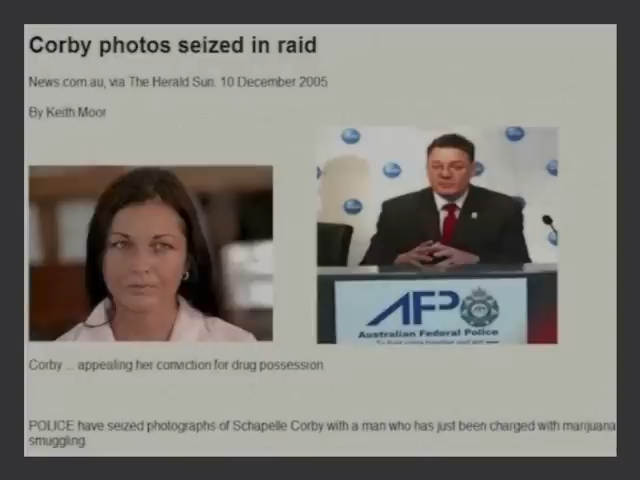 Corby photos seized in raid
News.com.au, via The Herald Sun. 10 December 2005
By Keith Moor
AFP
Australian Federal Police
Corby ... appealing her conviction for drug possession.
POLICE have seized photographs of Schapelle Corby with a man who has just been charged with marijuana
smuggling